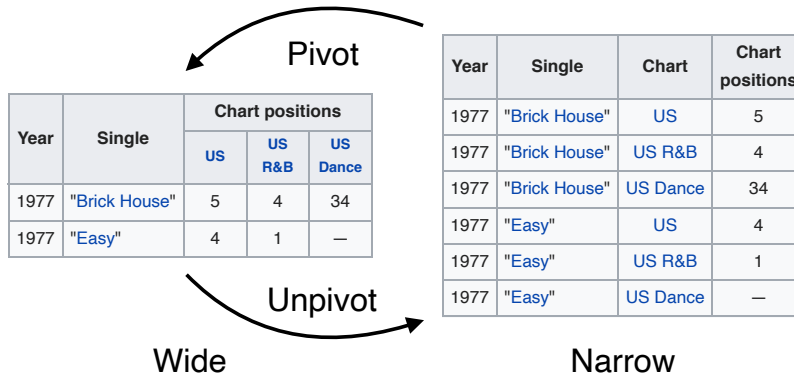 Pivot
Year Single Chart positions
US US R&B US Dance
1977 "Brick House" 5 4 34
1977 "Easy" 4 1 —
Unpivot
Wide
Year Single Chart Chart positions
1977 "Brick House" US 5
1977 "Brick House" US R&B 4
1977 "Brick House" US Dance 34
1977 "Easy" US 4
1977 "Easy" US R&B 1
1977 "Easy" US Dance —
Narrow